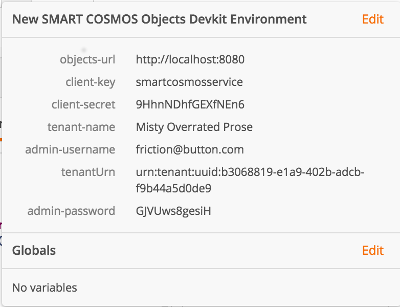 New SMART COSMOS Objects Devkit Environment Edit
objects-url http://localhost:8080
client-key smartcosmosservice
client-secret 9HhnNDhfGEXfNEn6
tenant-name Misty Overrated Prose
admin-username friction@button.com
tenantUrn urn:tenant:uuid:b3068819-e1a9-402b-adcb-
f9b44a5d0de9
admin-password GJVUws8gesiH
Globals Edit
No variables